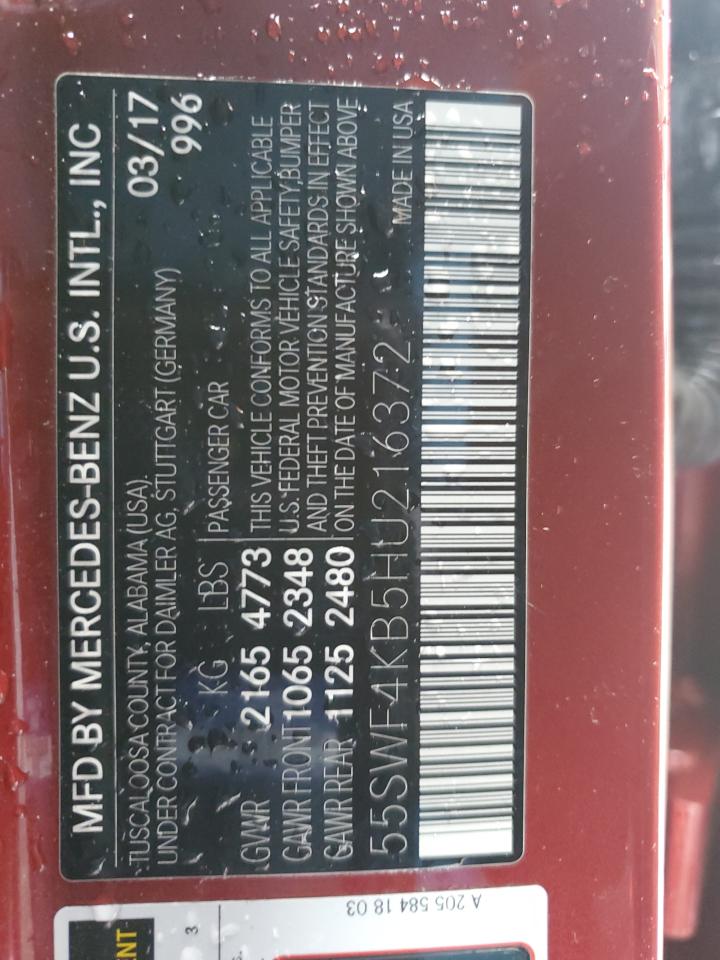 MFD BY MERCEDES-BENZ U.S. INTL., INC
TUSCALOOSA COUNTY, ALABAMA (USA) 03/17
UNDER CONTRACT FOR DAIMLER AG, STUTTGART (GERMANY) 996
KG LBS PASSENGER CAR
GVWR 2165 4773 THIS VEHICLE CONFORMS TO ALL APPLICABLE
GAWR FRONT 1065 2348 U.S. FEDERAL MOTOR VEHICLE SAFETY, BUMPER
AND THEFT PREVENTION STANDARDS IN EFFECT
GAWR REAR 1125 2480 ON THE DATE OF MANUFACTURE SHOWN ABOVE
55SWF4KB5HU216372 MADE IN USA
A 205 584 18 03
3